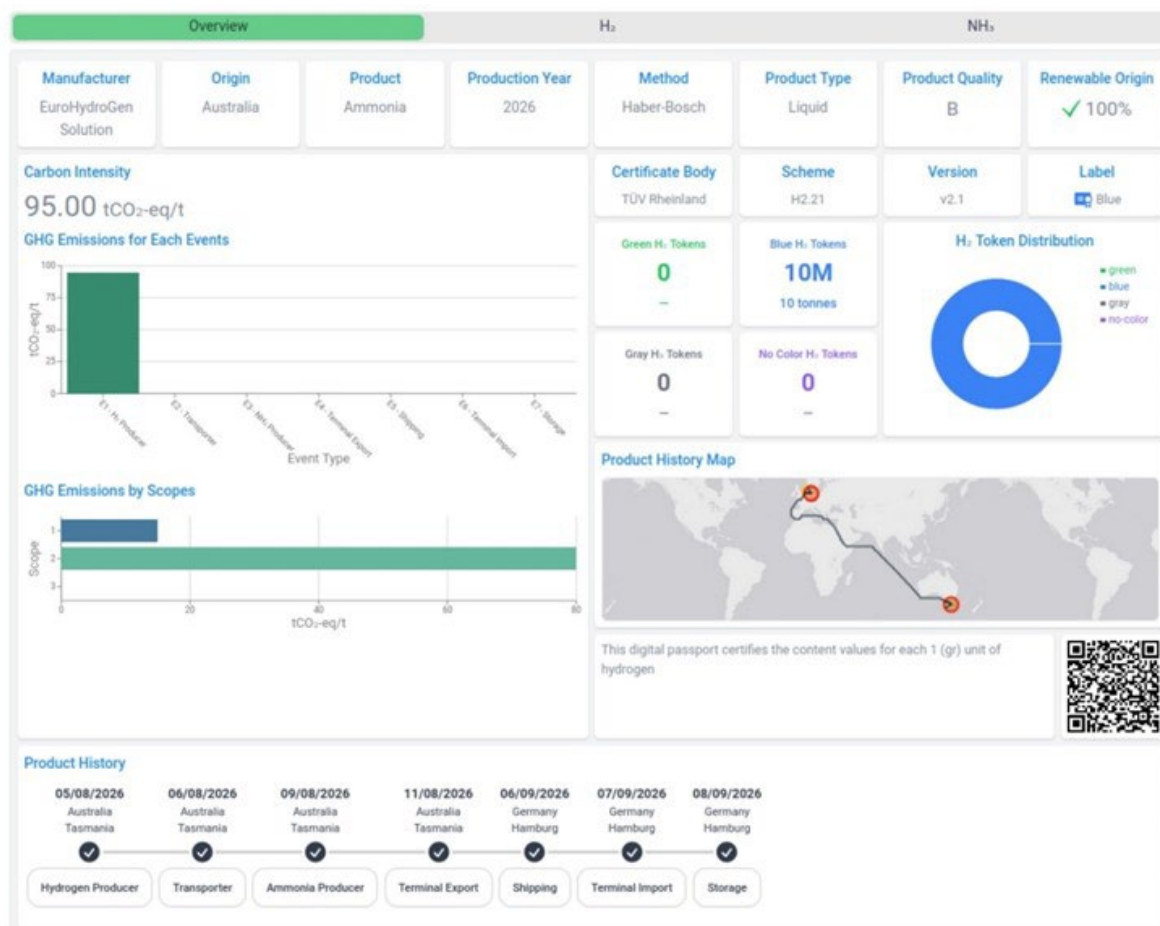 Overview
H₂
NH₃
Manufacturer
EuroHydroGen
Solution
Origin
Australia
Product
Ammonia
Production Year
2026
Method
Haber-Bosch
Product Type
Liquid
Product Quality
B
Renewable Origin
✓ 100%
Carbon Intensity
95.00 tCO₂-eq/t
GHG Emissions for Each Events
100
75
50
25
0
tCO₂-eq/t
E1 - H₂ Producer
E2 - Transporter
E3 - NH₃ Producer
E4 - Terminal Export
E5 - Shipping
E6 - Terminal Import
E7 - Storage
Event Type
GHG Emissions by Scopes
Scope
1
2
3
0
20
40
60
80
tCO₂-eq/t
Certificate Body
TÜV Rheinland
Scheme
H2.21
Version
v2.1
Label
Blue
Green H₂ Tokens
0
–
Blue H₂ Tokens
10M
10 tonnes
Gray H₂ Tokens
0
–
No Color H₂ Tokens
0
–
H₂ Token Distribution
green
blue
gray
no-color
Product History Map
This digital passport certifies the content values for each 1 (gr) unit of
hydrogen
Product History
05/08/2026
Australia
Tasmania
Hydrogen Producer
06/08/2026
Australia
Tasmania
Transporter
09/08/2026
Australia
Tasmania
Ammonia Producer
11/08/2026
Australia
Tasmania
Terminal Export
06/09/2026
Germany
Hamburg
Shipping
07/09/2026
Germany
Hamburg
Terminal Import
08/09/2026
Germany
Hamburg
Storage